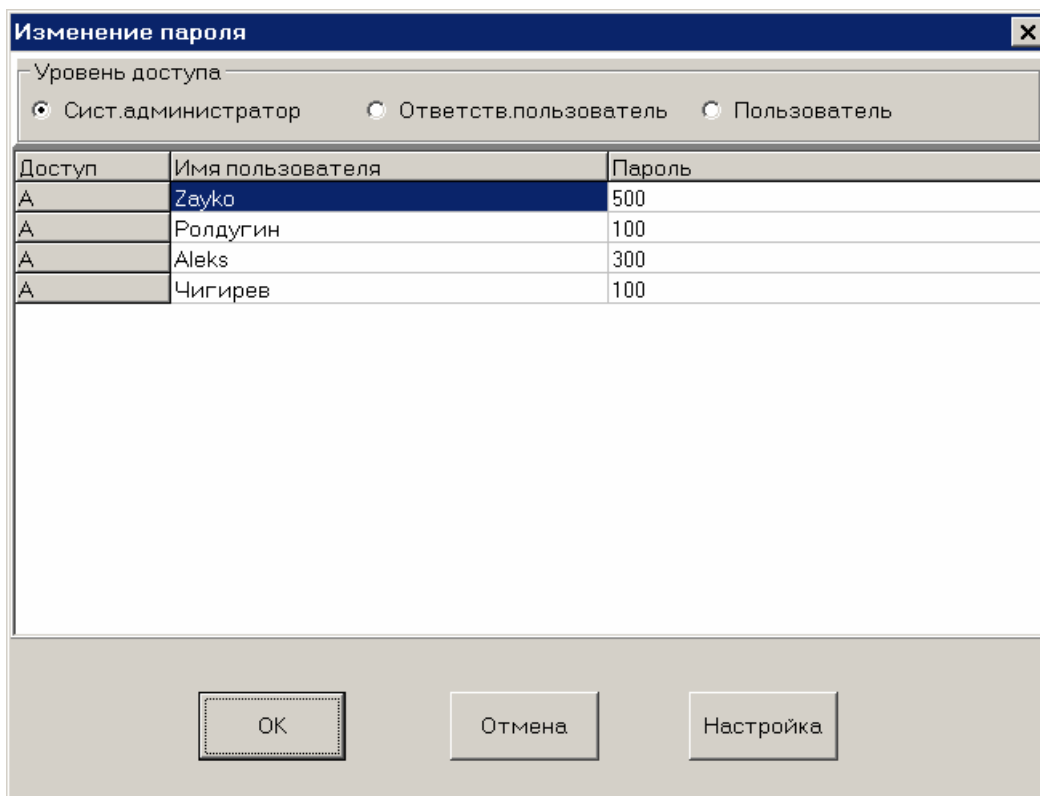 Изменение пароля
Уровень доступа
Сист.администратор Ответств.пользователь Пользователь
Доступ Имя пользователя Пароль
А Zayko 500
А Ролдугин 100
А Aleks 300
А Чигирев 100
OK Отмена Настройка